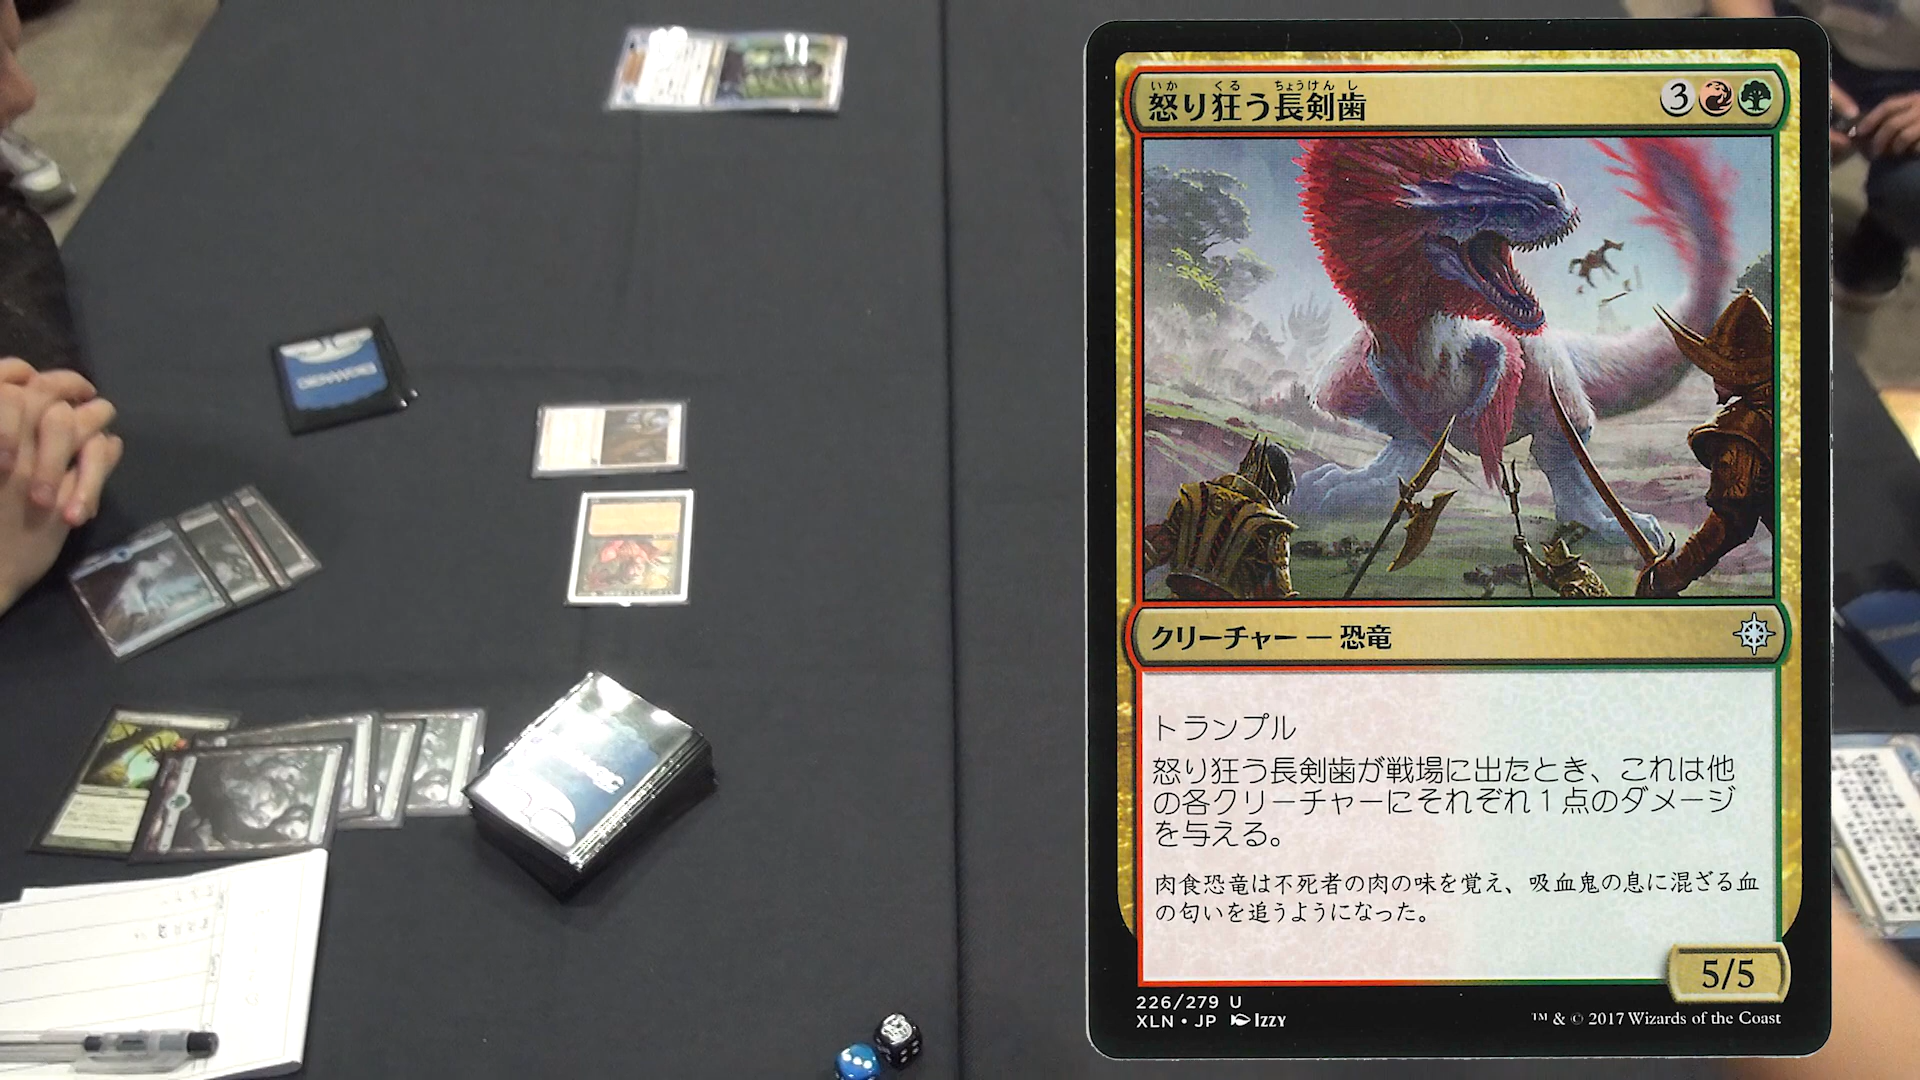 いか くる ちょうけんし
怒り狂う長剣歯
3
クリーチャー — 恐竜
トランプル
怒り狂う長剣歯が戦場に出たとき、これは他
の各クリーチャーにそれぞれ1点のダメージ
を与える。
肉食恐竜は不死者の肉の味を覚え、吸血鬼の息に混ざる血
の匂いを追うようになった。
5/5
226/279 U
XLN • JP IZZY
™ & © 2017 Wizards of the Coast